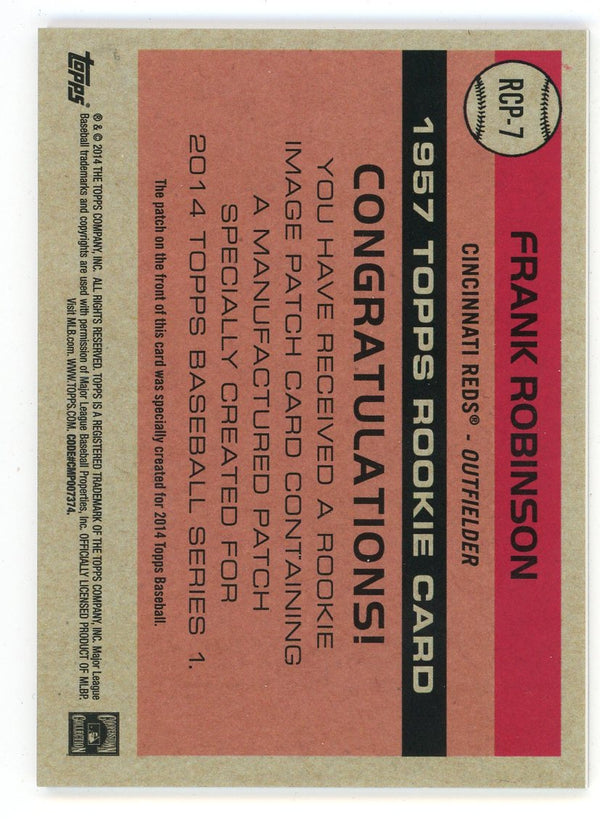 RCP-7
FRANK ROBINSON
CINCINNATI REDS® - OUTFIELDER
1957 TOPPS ROOKIE CARD
CONGRATULATIONS!
YOU HAVE RECEIVED A ROOKIE
IMAGE PATCH CARD CONTAINING
A MANUFACTURED PATCH
SPECIALLY CREATED FOR
2014 TOPPS BASEBALL SERIES 1.
The patch on the front of this card was specially created for 2014 Topps Baseball.
topps®
® & © 2014 THE TOPPS COMPANY, INC. ALL RIGHTS RESERVED. TOPPS IS A REGISTERED TRADEMARK OF THE TOPPS COMPANY, INC. Major League
Baseball trademarks and copyrights are used with permission of Major League Baseball Properties, Inc. OFFICIALLY LICENSED PRODUCT OF MLBP.
Visit MLB.com. WWW.TOPPS.COM. CODE#CMP007374.
COOPERSTOWN
COLLECTION